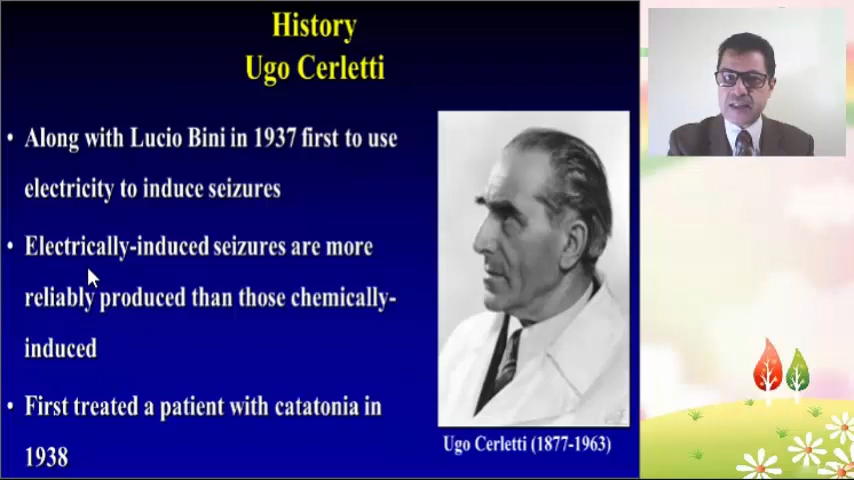 History
Ugo Cerletti
• Along with Lucio Bini in 1937 first to use
electricity to induce seizures
• Electrically-induced seizures are more
reliably produced than those chemically-
induced
• First treated a patient with catatonia in
1938
Ugo Cerletti (1877-1963)